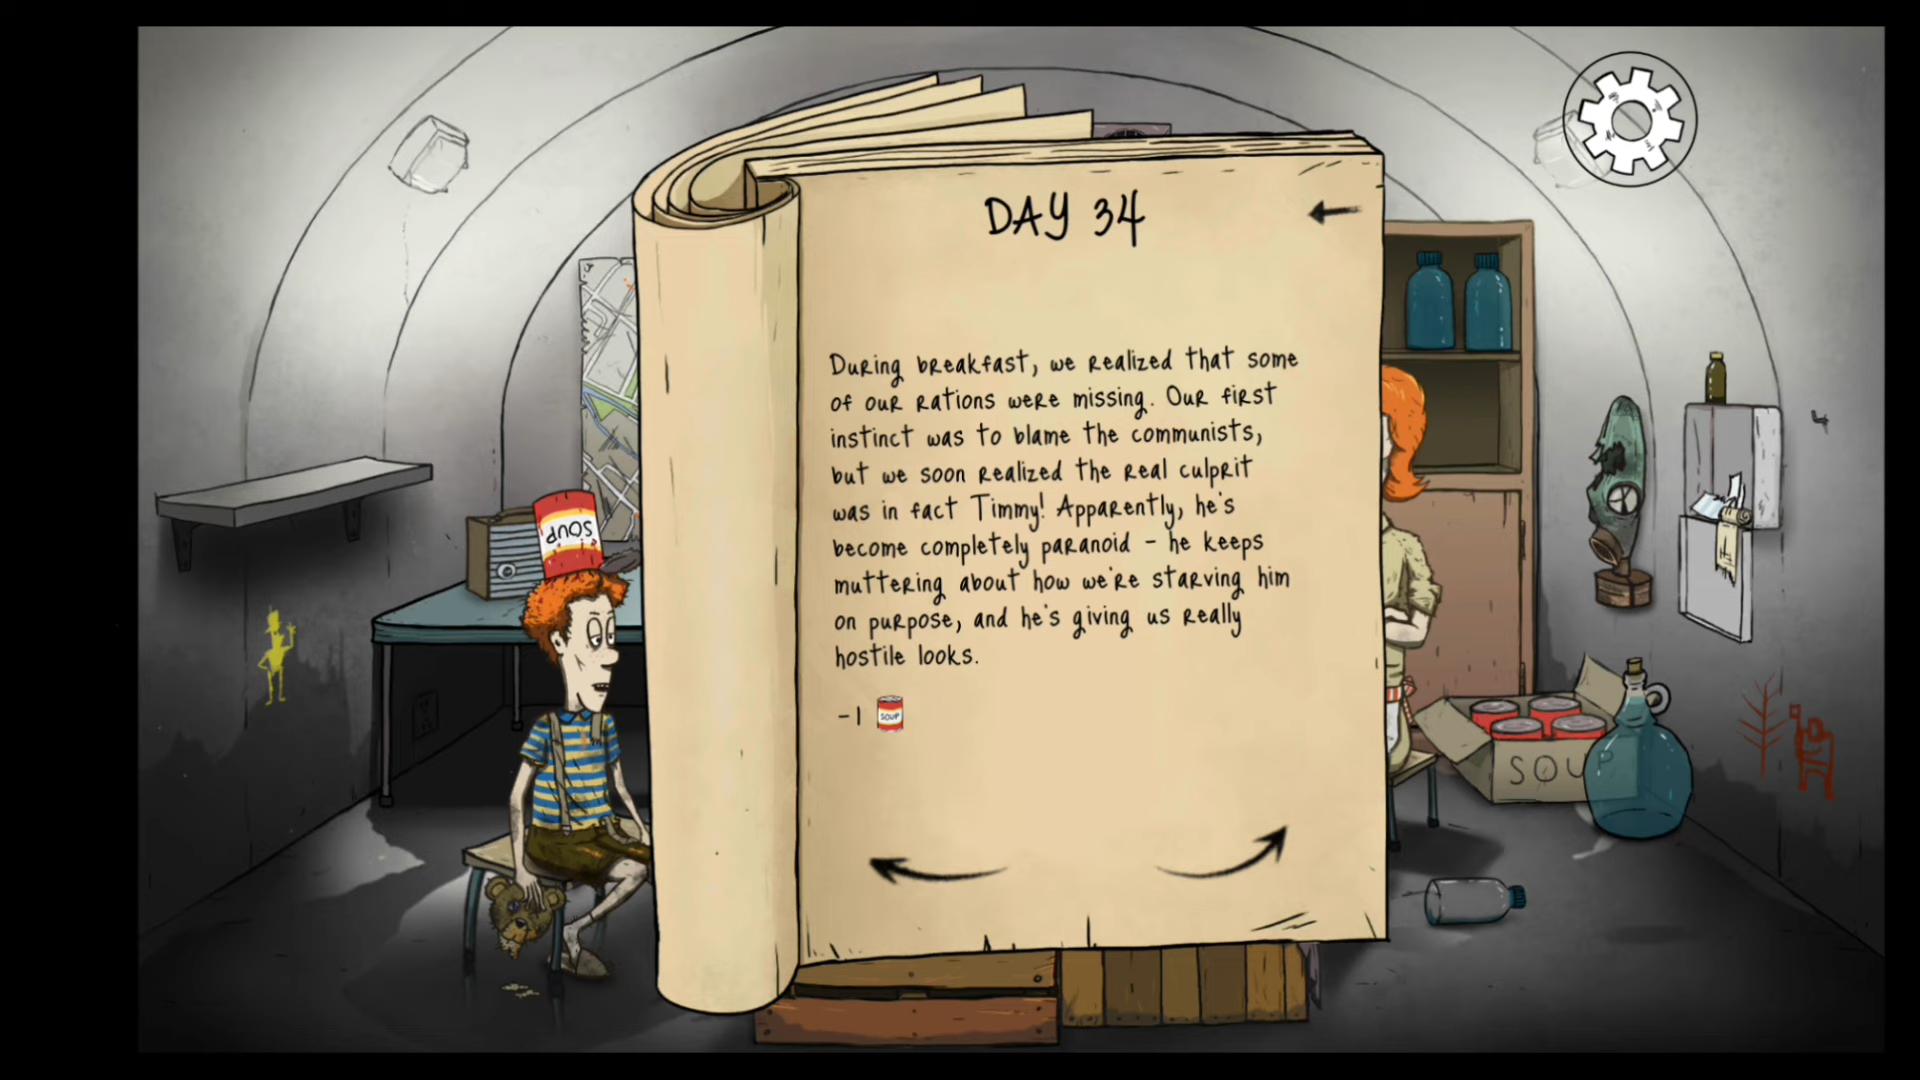 DAY 34
During breakfast, we realized that some
of our rations were missing. Our first
instinct was to blame the communists,
but we soon realized the real culprit
was in fact Timmy! Apparently, he's
become completely paranoid - he keeps
muttering about how we're starving him
on purpose, and he's giving us really
hostile looks.
-1
SOUP
SOUP
SOUP